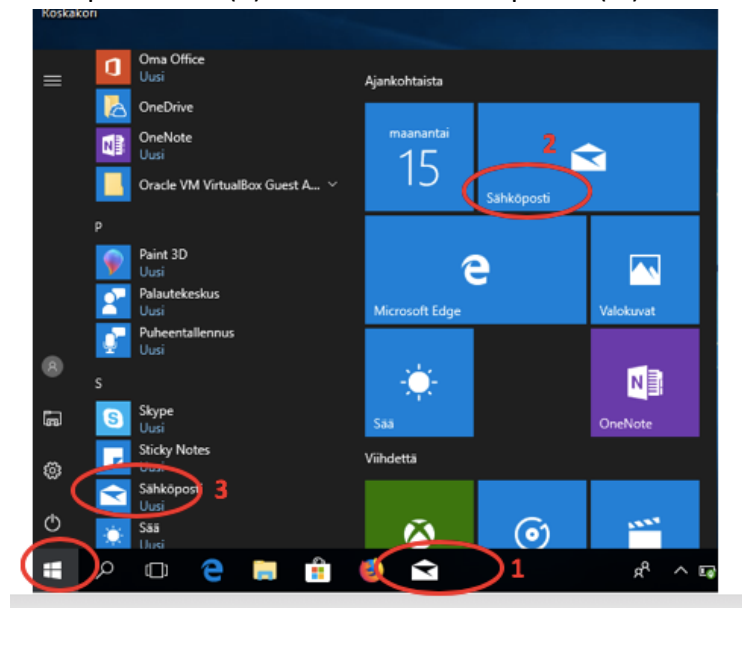 Roskakori
Oma Office
Uusi
OneDrive
OneNote
Uusi
Oracle VM VirtualBox Guest A...
P
Paint 3D
Uusi
Palautekeskus
Uusi
Puheentallennus
Uusi
S
Skype
Uusi
Sticky Notes
Uusi
Sähköposti
Uusi
3
Sää
Uusi
Ajankohtaista
maanantai
15
2
Sähköposti
Microsoft Edge
Valokuvat
Sää
OneNote
Viihdettä
1